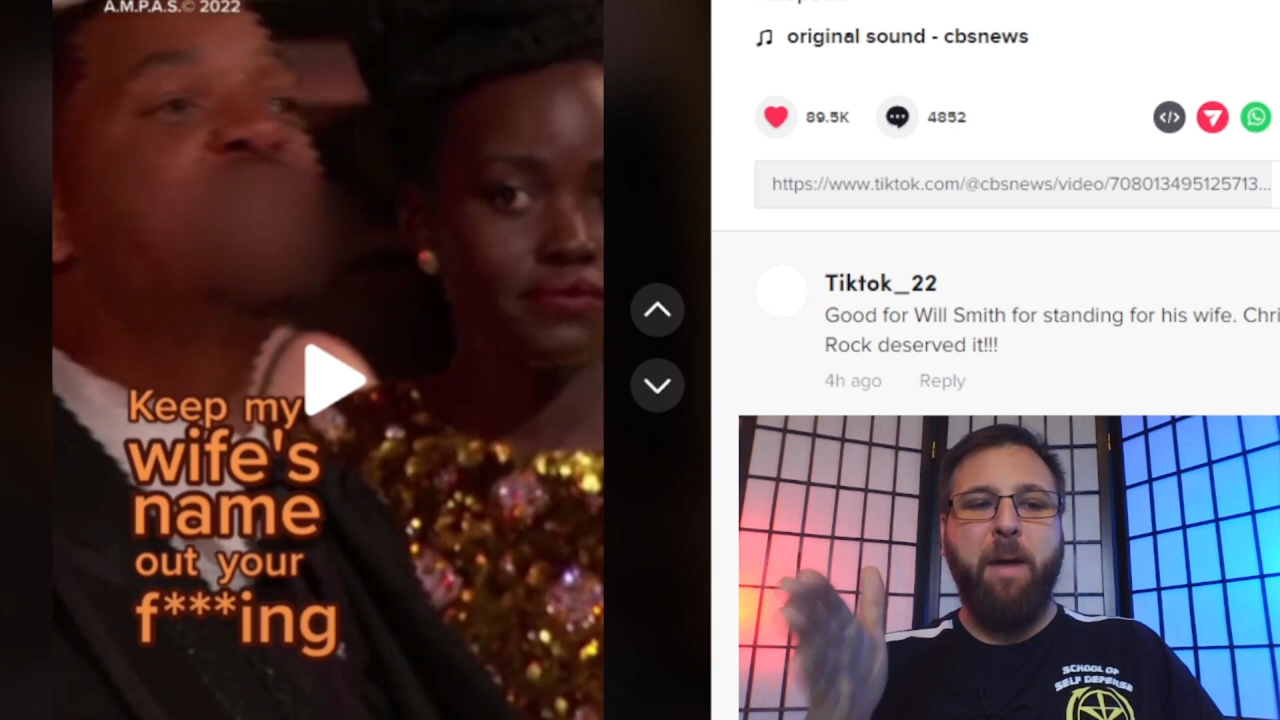 A.M.P.A.S.© 2022
Keep my
wife's
name
out your
f***ing
original sound - cbsnews
89.5K
4852
https://www.tiktok.com/@cbsnews/video/708013495125713...
Tiktok_22
Good for Will Smith for standing for his wife. Chri
Rock deserved it!!!
4h ago Reply
SCHOOL OF
SELF DEFENSE